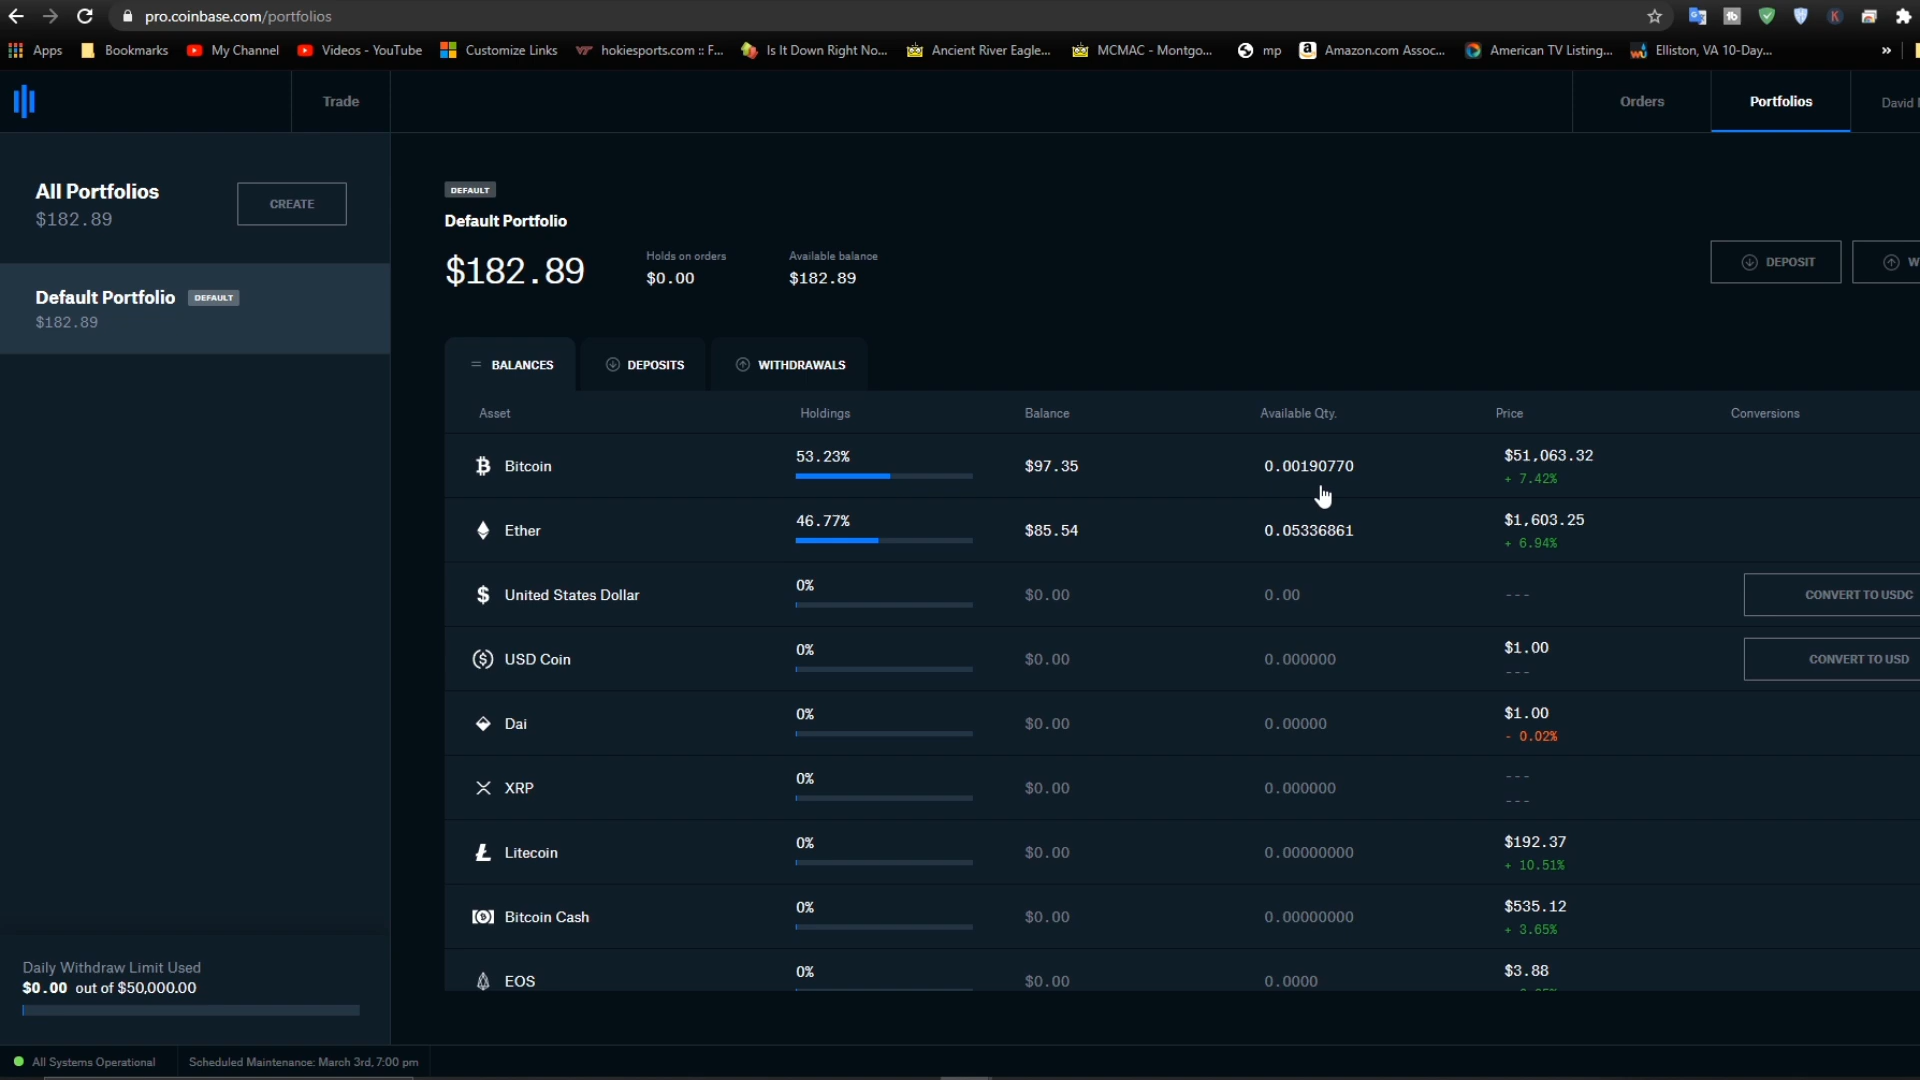 pro.coinbase.com/portfolios
Apps Bookmarks My Channel Videos - YouTube Customize Links hokiesports.com :: F... Is It Down Right No... Ancient River Eagle... MCMAC - Montgo... mp Amazon.com Assoc... American TV Listing... Elliston, VA 10-Day... »
Trade Orders Portfolios David
All Portfolios
$182.89
CREATE
Default Portfolio DEFAULT
$182.89
DEFAULT
Default Portfolio
$182.89
Holds on orders
$0.00
Available balance
$182.89
DEPOSIT W
BALANCES DEPOSITS WITHDRAWALS
Asset Holdings Balance Available Qty. Price Conversions
Bitcoin 53.23% $97.35 0.00190770 $51,063.32
+ 7.42%
Ether 46.77% $85.54 0.05336861 $1,603.25
+ 6.94%
United States Dollar 0% $0.00 0.00 --- CONVERT TO USDC
USD Coin 0% $0.00 0.000000 $1.00 CONVERT TO USD
---
Dai 0% $0.00 0.00000 $1.00
- 0.02%
XRP 0% $0.00 0.000000 ---
---
Litecoin 0% $0.00 0.00000000 $192.37
+ 10.51%
Bitcoin Cash 0% $0.00 0.00000000 $535.12
+ 3.65%
EOS 0% $0.00 0.0000 $3.88
Daily Withdraw Limit Used
$0.00 out of $50,000.00
All Systems Operational Scheduled Maintenance: March 3rd, 7:00 pm